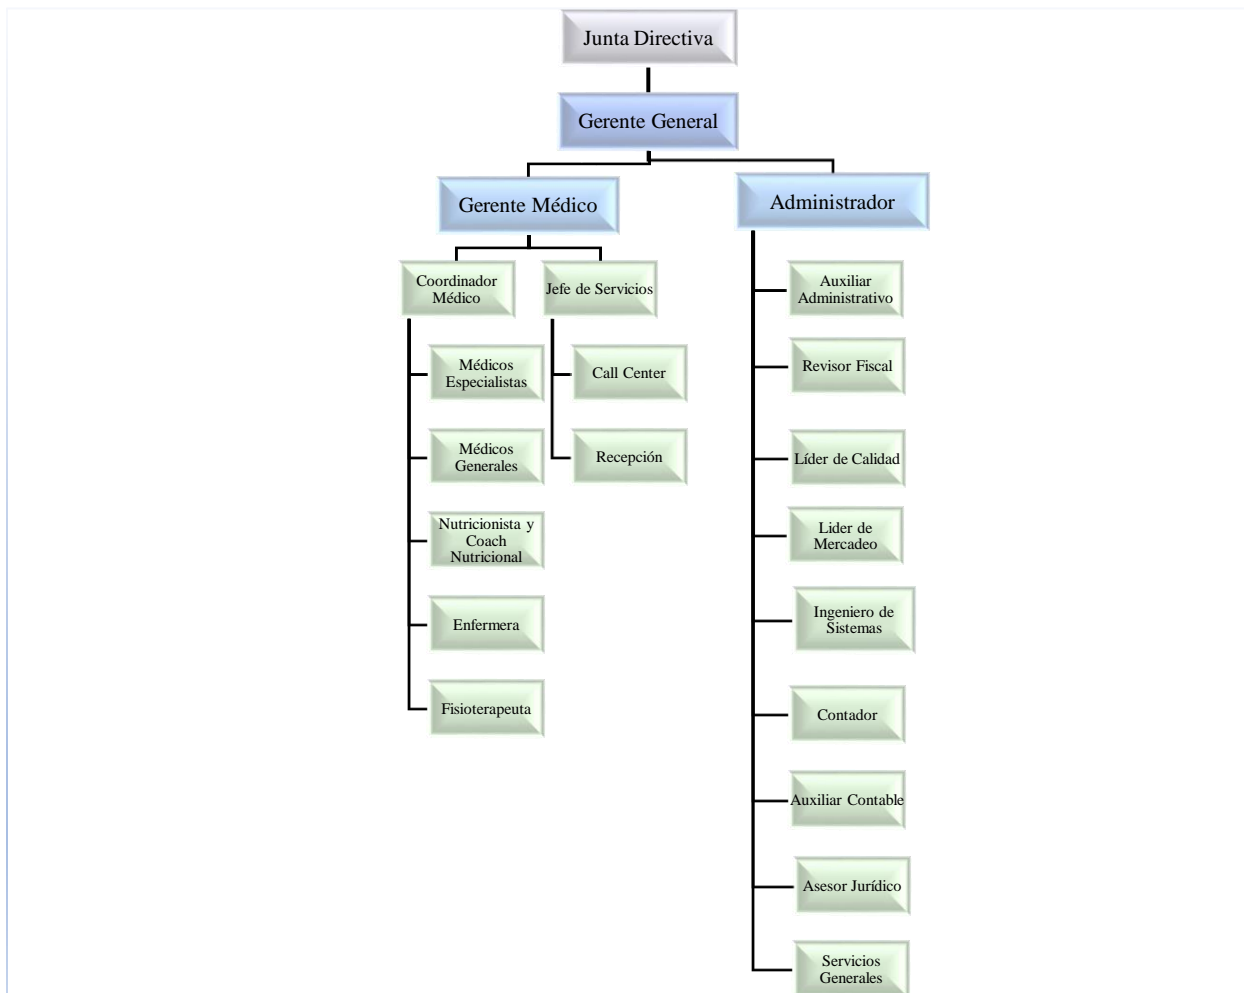 Junta Directiva
Gerente General
Gerente Médico
Administrador
Coordinador
Médico
Jefe de Servicios
Médicos
Especialistas
Médicos
Generales
Nutricionista y
Coach
Nutricional
Enfermera
Fisioterapeuta
Call Center
Recepción
Auxiliar
Administrativo
Revisor Fiscal
Líder de Calidad
Lider de
Mercadeo
Ingeniero de
Sistemas
Contador
Auxiliar Contable
Asesor Jurídico
Servicios
Generales